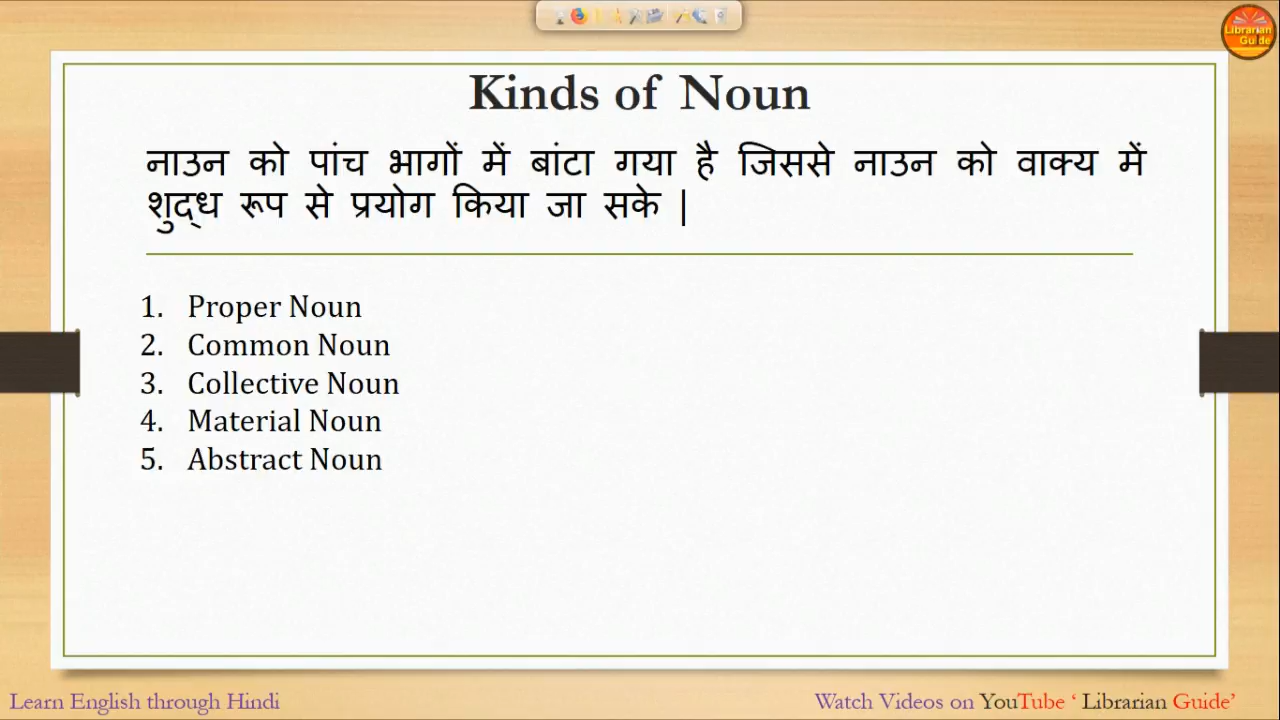 Librarian
Guide
Kinds of Noun
नाउन को पांच भागों में बांटा गया है जिससे नाउन को वाक्य में
शुद्ध रूप से प्रयोग किया जा सके |
1. Proper Noun
2. Common Noun
3. Collective Noun
4. Material Noun
5. Abstract Noun
Learn English through Hindi
Watch Videos on YouTube ‘ Librarian Guide’